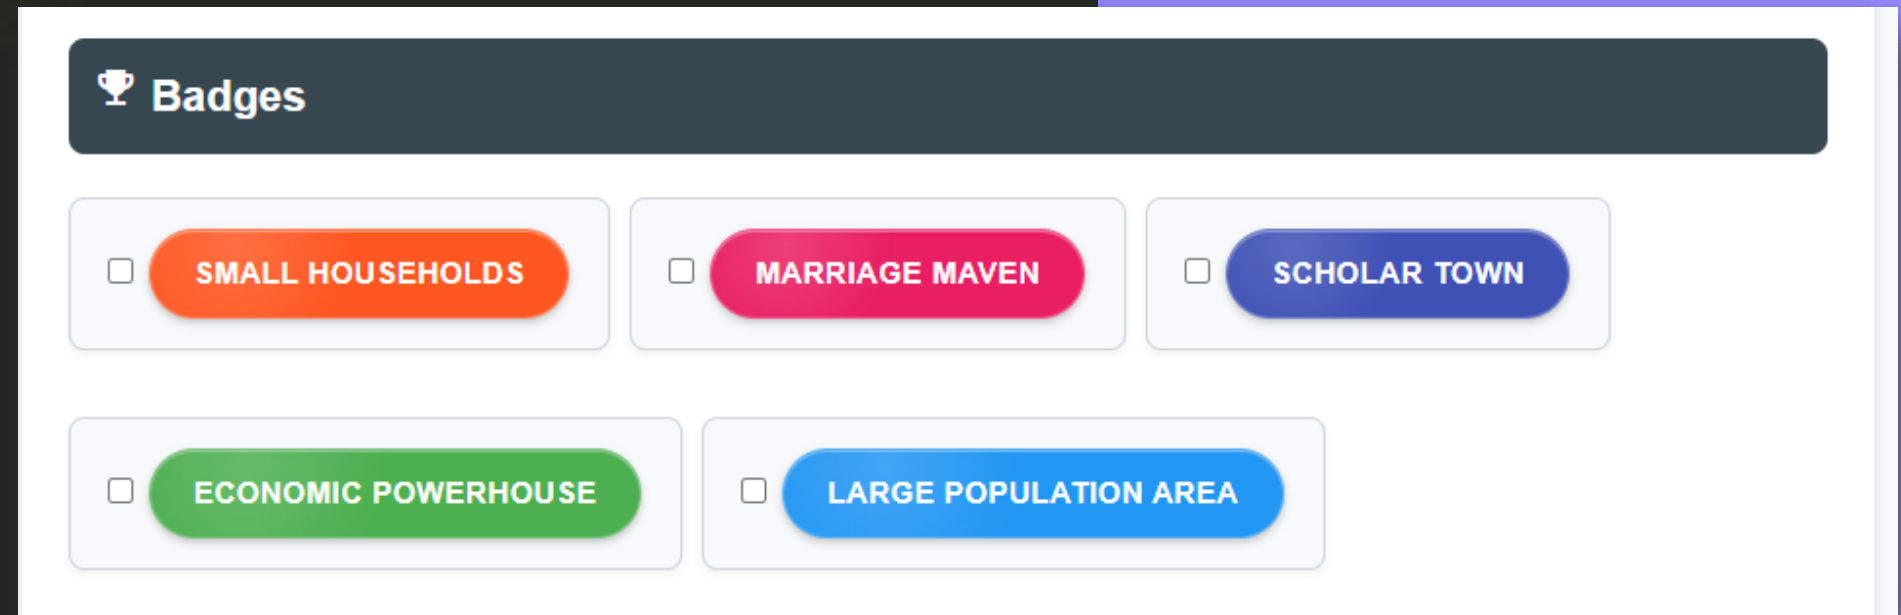 Badges
SMALL HOUSEHOLDS
MARRIAGE MAVEN
SCHOLAR TOWN
ECONOMIC POWERHOUSE
LARGE POPULATION AREA